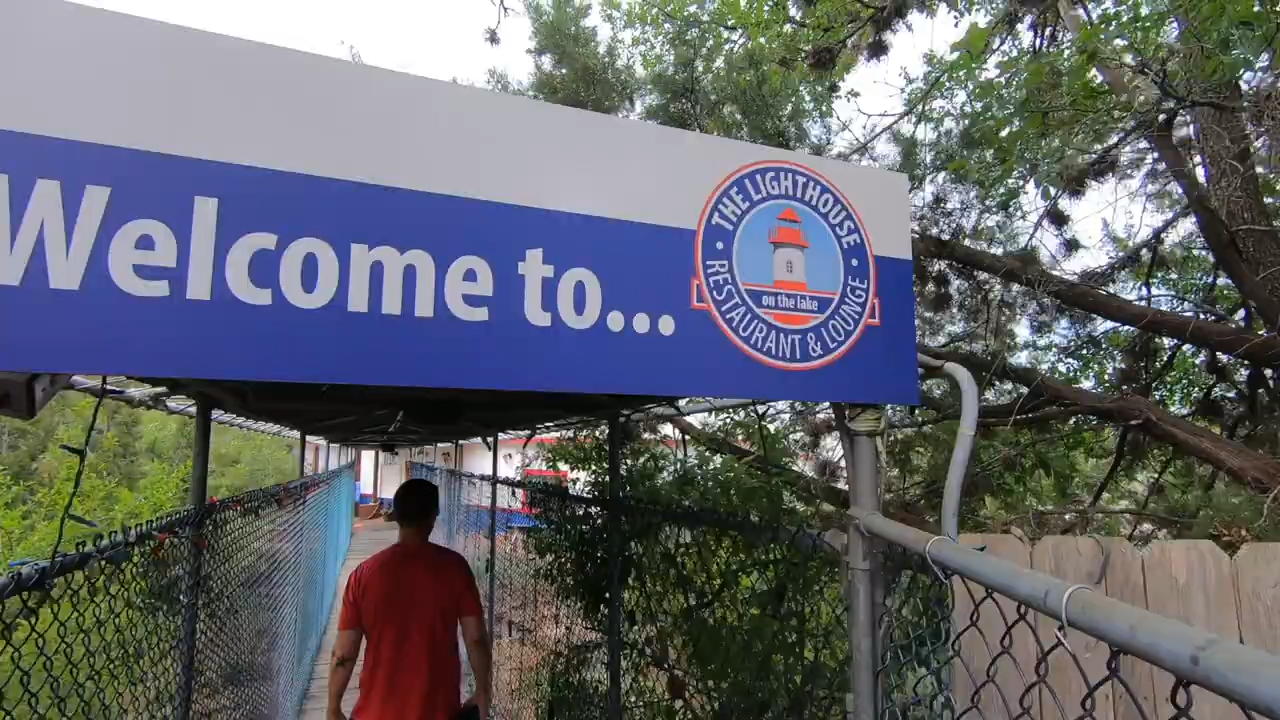 Welcome to...
THE LIGHTHOUSE
on the lake
RESTAURANT & LOUNGE